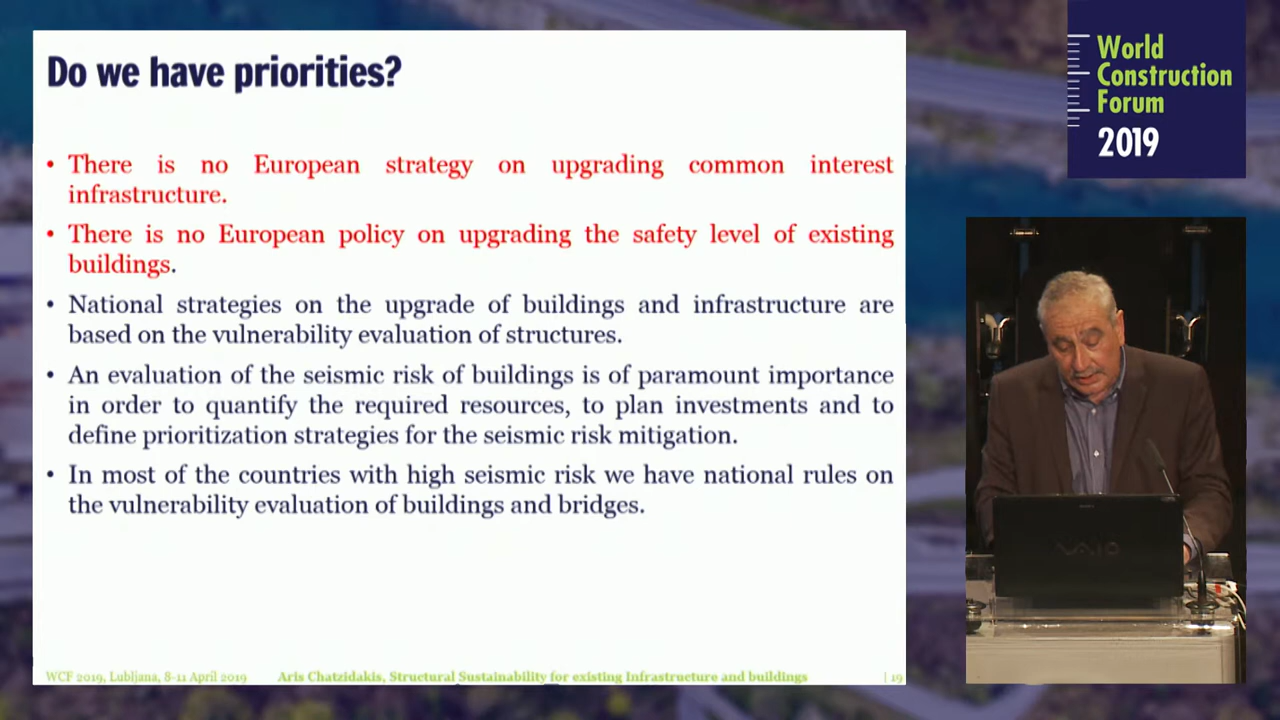 Do we have priorities?
• There is no European strategy on upgrading common interest
infrastructure.
• There is no European policy on upgrading the safety level of existing
buildings.
• National strategies on the upgrade of buildings and infrastructure are
based on the vulnerability evaluation of structures.
• An evaluation of the seismic risk of buildings is of paramount importance
in order to quantify the required resources, to plan investments and to
define prioritization strategies for the seismic risk mitigation.
• In most of the countries with high seismic risk we have national rules on
the vulnerability evaluation of buildings and bridges.
WCF 2019, Lubljana, 8-11 April 2019 Aris Chatzidakis, Structural Sustainability for existing Infrastructure and buildings | 19
World
Construction
Forum
2019
VAIO